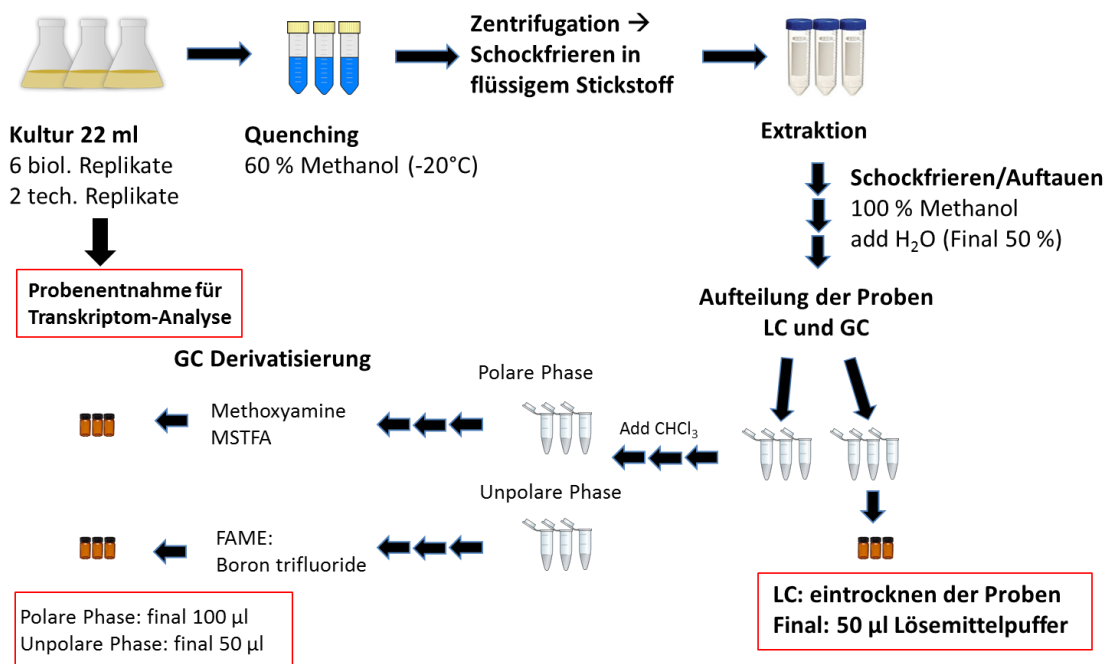 Zentrifugation →
Schockfrieren in
flüssigem Stickstoff
Kultur 22 ml
6 biol. Replikate
2 tech. Replikate
Quenching
60 % Methanol (-20°C)
Extraktion
Schockfrieren/Auftauen
100 % Methanol
add H₂O (Final 50 %)
Probenentnahme für
Transkriptom-Analyse
Aufteilung der Proben
LC und GC
GC Derivatisierung
Polare Phase
Methoxyamine
MSTFA
Add CHCl₃
Unpolare Phase
FAME:
Boron trifluoride
Polare Phase: final 100 µl
Unpolare Phase: final 50 µl
LC: eintrocknen der Proben
Final: 50 µl Lösemittelpuffer